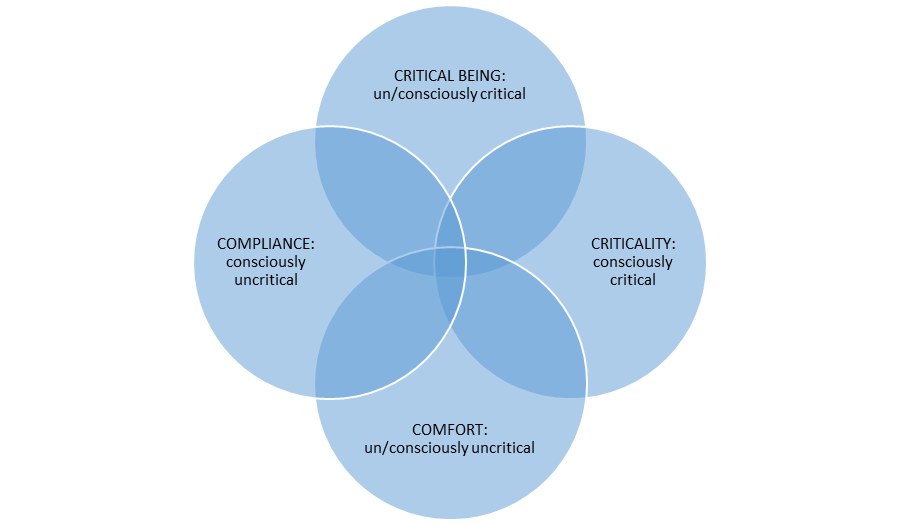 CRITICAL BEING:
un/consciously critical
COMPLIANCE:
consciously
uncritical
CRITICALITY:
consciously
critical
COMFORT:
un/consciously uncritical